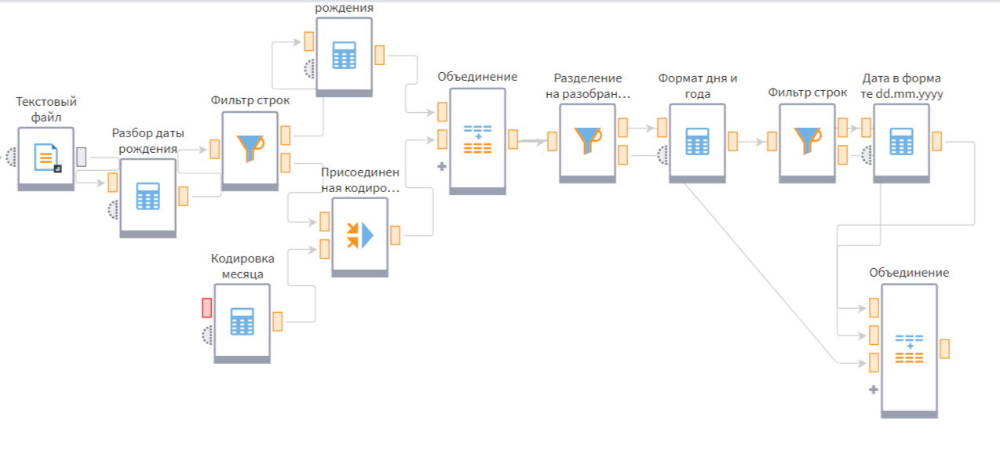 рождения
Текстовый
файл
Разбор даты
рождения
Фильтр строк
Присоединен
ная кодиро...
Кодировка
месяца
Объединение
Разделение
на разобран...
Формат дня и
года
Фильтр строк
Дата в форма
те dd.mm.yyyy
Объединение